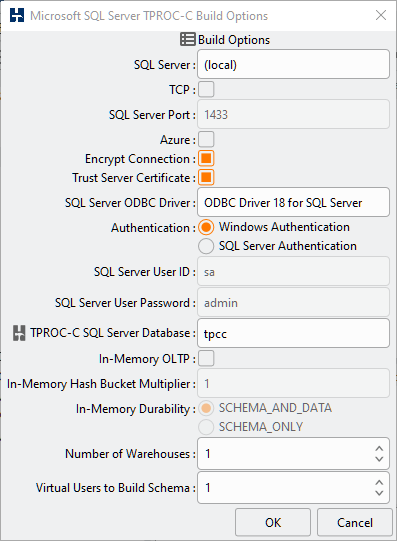 Microsoft SQL Server TPROC-C Build Options
Build Options
SQL Server : (local)
TCP :
SQL Server Port : 1433
Azure :
Encrypt Connection :
Trust Server Certificate :
SQL Server ODBC Driver : ODBC Driver 18 for SQL Server
Authentication : Windows Authentication
SQL Server Authentication
SQL Server User ID : sa
SQL Server User Password : admin
TPROC-C SQL Server Database : tpcc
In-Memory OLTP :
In-Memory Hash Bucket Multiplier : 1
In-Memory Durability : SCHEMA_AND_DATA
SCHEMA_ONLY
Number of Warehouses : 1
Virtual Users to Build Schema : 1
OK Cancel